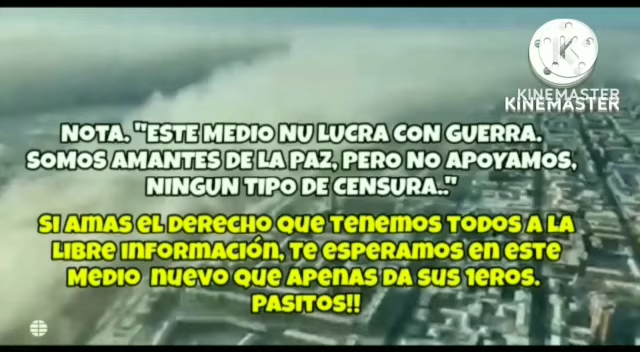 KINEMASTER
KINEMASTER
NOTA. "ESTE MEDIO NU LUCRA CON GUERRA.
SOMOS AMANTES DE LA PAZ, PERO NO APOYAMOS,
NINGUN TIPO DE CENSURA.."
SI AMAS EL DERECHO QUE TENEMOS TODOS A LA
LIBRE INFORMACIÓN, TE ESPERAMOS EN ESTE
MEDIO NUEVO QUE APENAS DA SUS 1EROS.
PASITOS!!